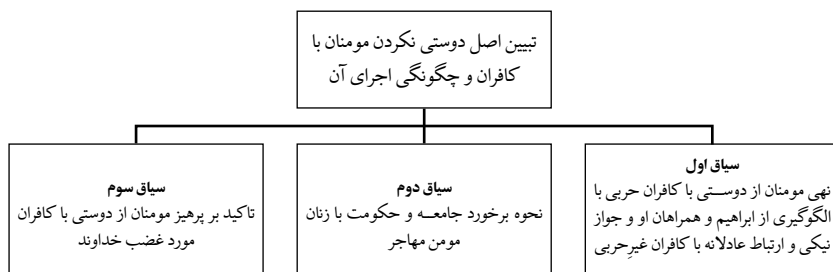 تبیین اصل دوستی نکردن مومنان با
کافران و چگونگی اجرای آن
سیاق اول
نهی مومنان از دوستی با کافران حربی با
الگوگیری از ابراهیم و همراهان او و جواز
نیکی و ارتباط عادلانه با کافران غیرِحربی
سیاق دوم
نحوه برخورد جامعه و حکومت با زنان
مومن مهاجر
سیاق سوم
تاکید بر پرهیز مومنان از دوستی با کافران
مورد غضب خداوند